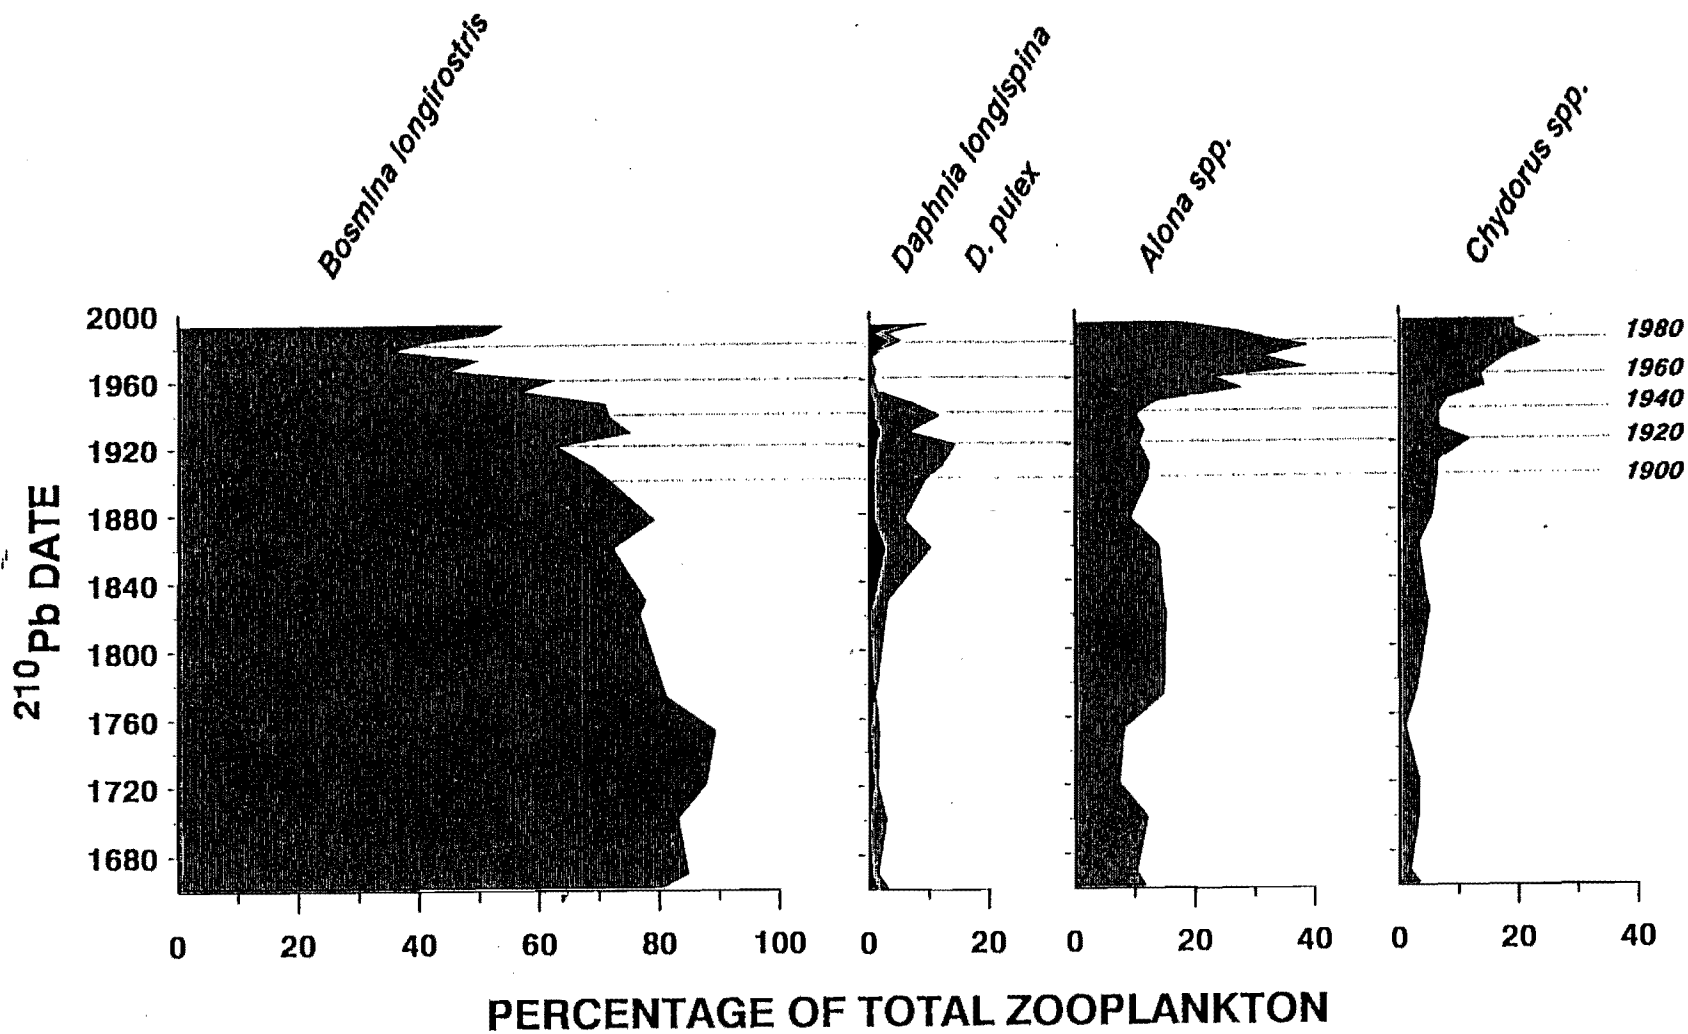 Bosmina longirostris
Daphnia longispina
D. pulex
Alona spp.
Chydorus spp.
2000
1960
1920
1880
1840
1800
1760
1720
1680
210Pb DATE
1980
1960
1940
1920
1900
0 20 40 60 80 100
0 20
0 20 40
0 20 40
PERCENTAGE OF TOTAL ZOOPLANKTON